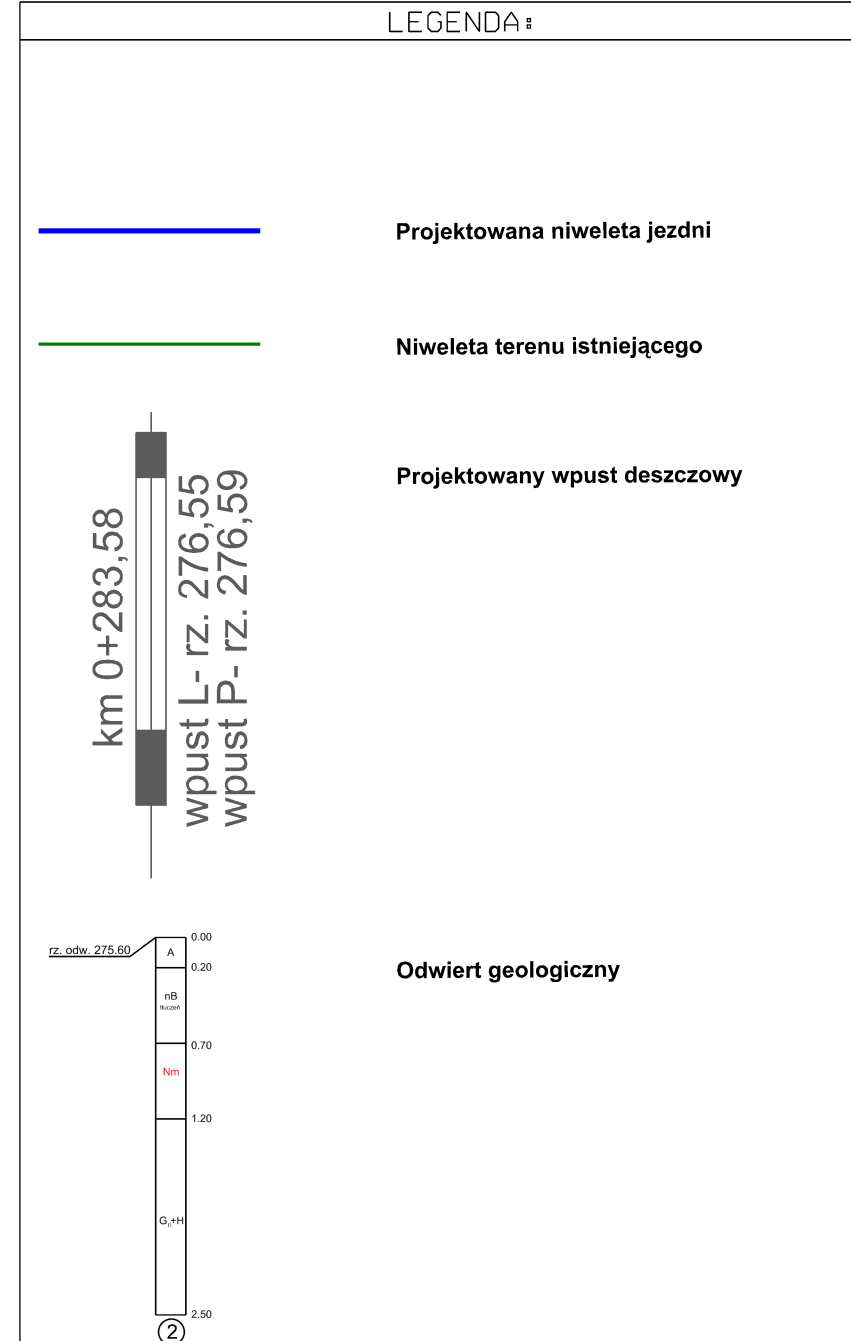 LEGENDA:
Projektowana niweleta jezdni
Niweleta terenu istniejącego
Projektowany wpust deszczowy
km 0+283,58
wpust L- rz. 276,55
wpust P- rz. 276,59
Odwiert geologiczny
rz. odw. 275.60
0.00
A
0.20
nB
tłuczeń
0.70
Nm
1.20
Gπ+H
2.50
2